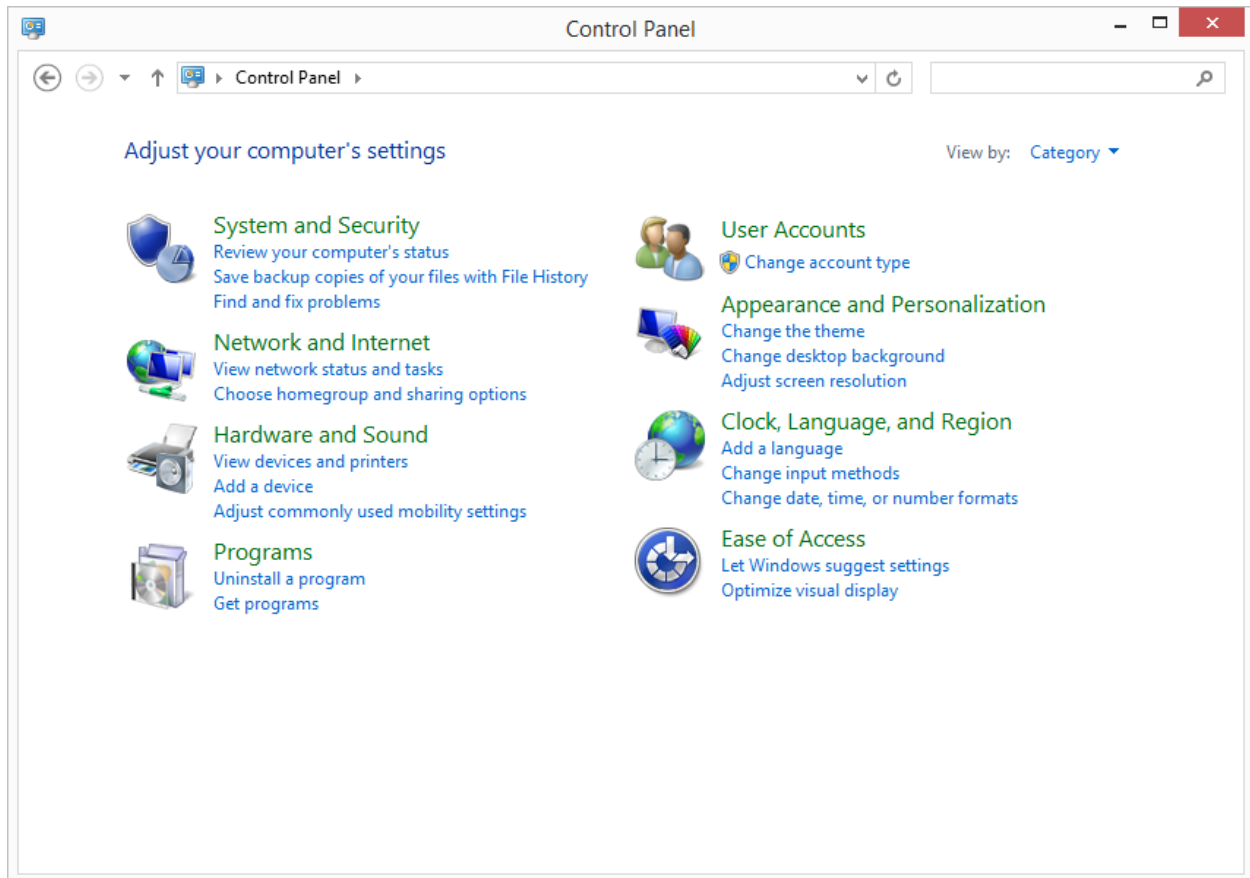 Control Panel
Control Panel
Adjust your computer's settings
View by: Category
System and Security
Review your computer's status
Save backup copies of your files with File History
Find and fix problems
Network and Internet
View network status and tasks
Choose homegroup and sharing options
Hardware and Sound
View devices and printers
Add a device
Adjust commonly used mobility settings
Programs
Uninstall a program
Get programs
User Accounts
Change account type
Appearance and Personalization
Change the theme
Change desktop background
Adjust screen resolution
Clock, Language, and Region
Add a language
Change input methods
Change date, time, or number formats
Ease of Access
Let Windows suggest settings
Optimize visual display